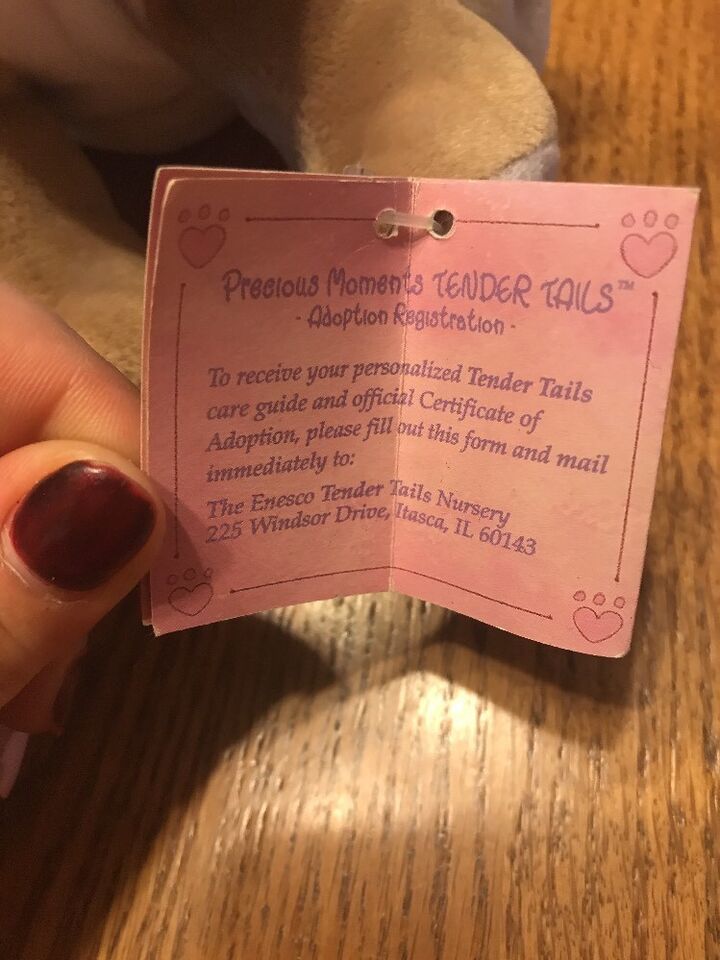 Precious Moments TENDER TAILS™
- Adoption Registration -
To receive your personalized Tender Tails
care guide and official Certificate of
Adoption, please fill out this form and mail
immediately to:
The Enesco Tender Tails Nursery
225 Windsor Drive, Itasca, IL 60143